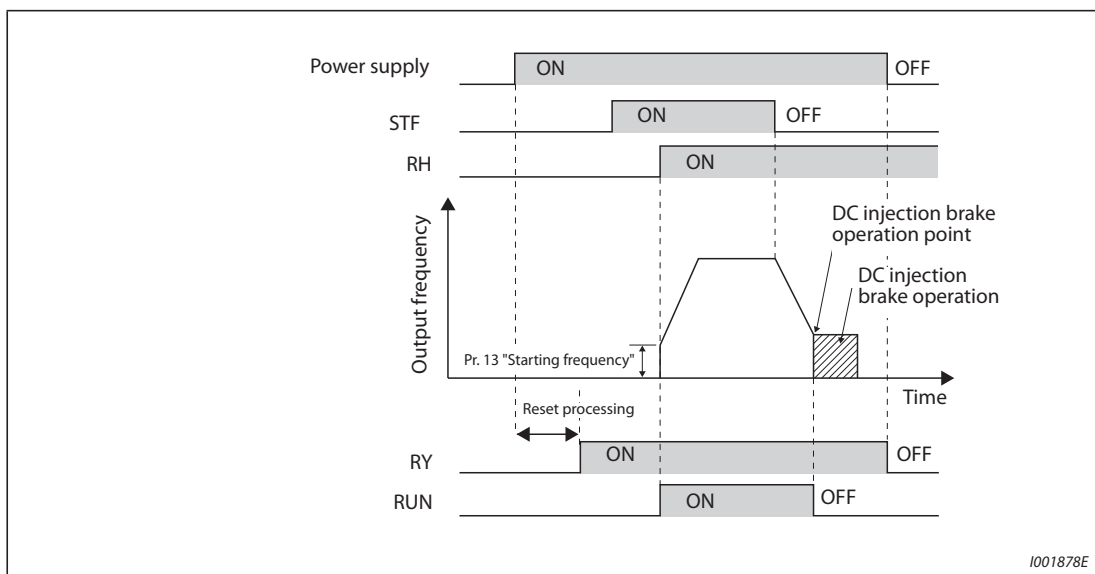 Power supply
ON
OFF
STF
ON
OFF
RH
ON
Output frequency
DC injection brake
operation point
DC injection
brake operation
Pr. 13 "Starting frequency"
Time
Reset processing
RY
ON
OFF
RUN
ON
OFF
I001878E